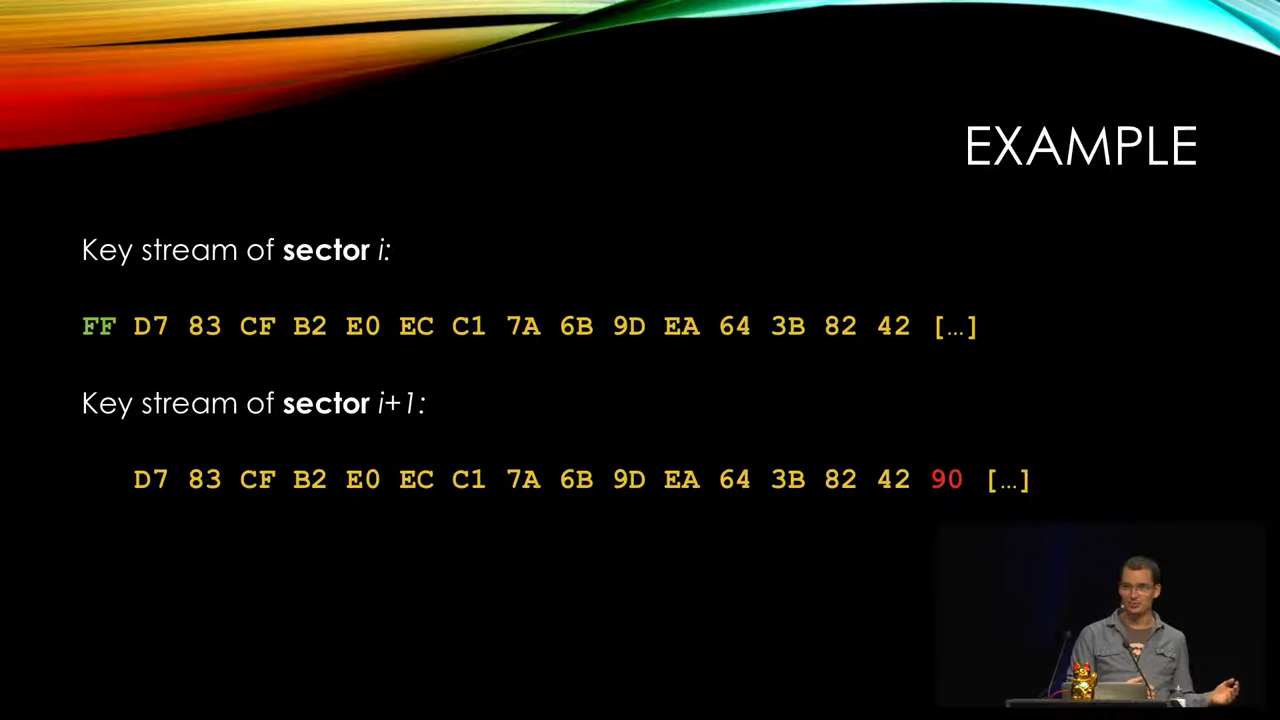 EXAMPLE
Key stream of sector i:
FF D7 83 CF B2 E0 EC C1 7A 6B 9D EA 64 3B 82 42 […]
Key stream of sector i+1:
D7 83 CF B2 E0 EC C1 7A 6B 9D EA 64 3B 82 42 90 […]